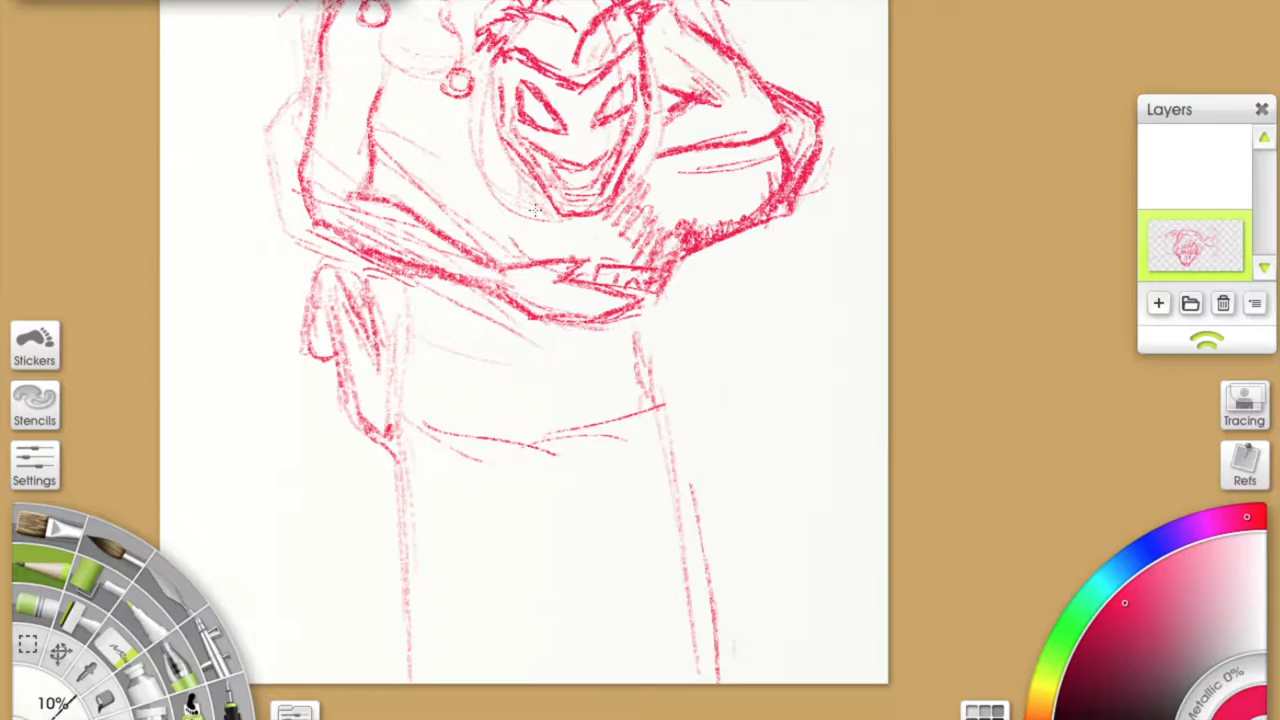 Layers
Stickers
Stencils
Settings
Tracing
Refs
10%
Metallic 0%